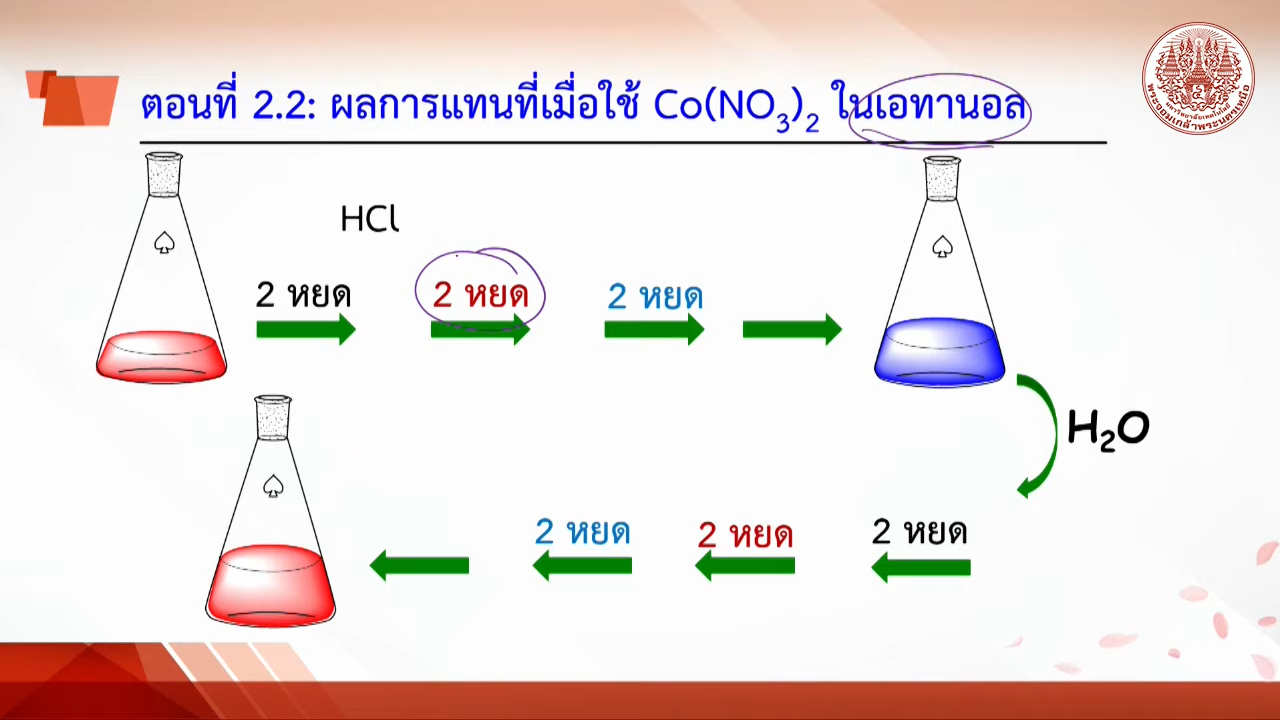 ตอนที่ 2.2: ผลการแทนที่เมื่อใช้ Co(NO₃)₂ ในเอทานอล
HCl
2 หยด 2 หยด 2 หยด
H₂O
2 หยด 2 หยด 2 หยด